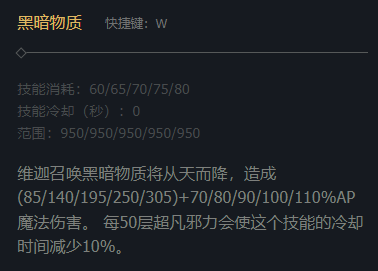 黑暗物质 快捷键：W
技能消耗：60/65/70/75/80
技能冷却（秒）：0
范围：950/950/950/950/950
维迦召唤黑暗物质将从天而降，造成
(85/140/195/250/305)+70/80/90/100/110%AP
魔法伤害。 每50层超凡邪力会使这个技能的冷却
时间减少10%。